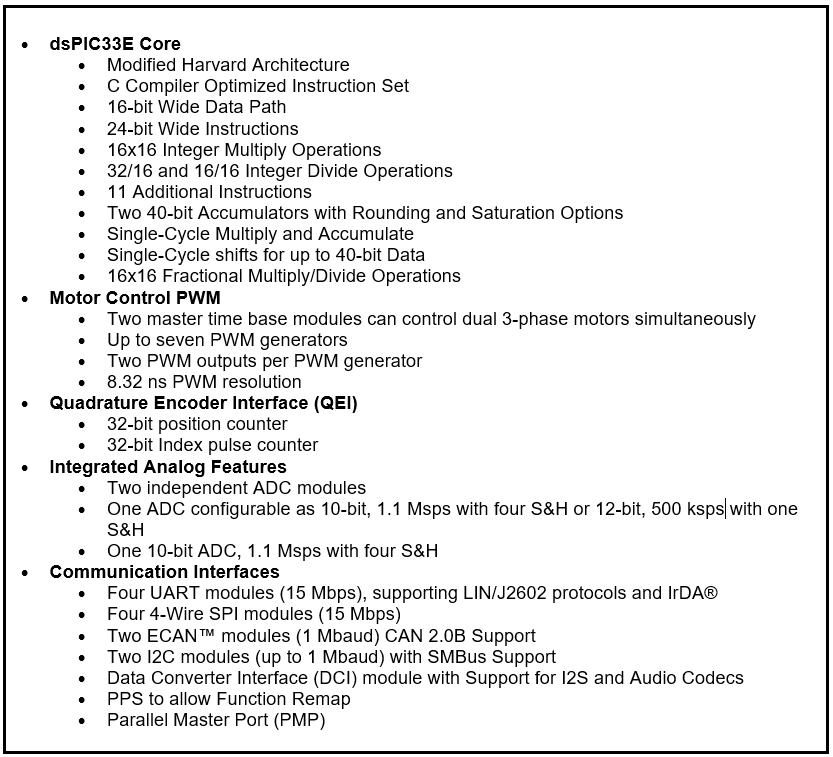 • dsPIC33E Core
• Modified Harvard Architecture
• C Compiler Optimized Instruction Set
• 16-bit Wide Data Path
• 24-bit Wide Instructions
• 16x16 Integer Multiply Operations
• 32/16 and 16/16 Integer Divide Operations
• 11 Additional Instructions
• Two 40-bit Accumulators with Rounding and Saturation Options
• Single-Cycle Multiply and Accumulate
• Single-Cycle shifts for up to 40-bit Data
• 16x16 Fractional Multiply/Divide Operations
• Motor Control PWM
• Two master time base modules can control dual 3-phase motors simultaneously
• Up to seven PWM generators
• Two PWM outputs per PWM generator
• 8.32 ns PWM resolution
• Quadrature Encoder Interface (QEI)
• 32-bit position counter
• 32-bit Index pulse counter
• Integrated Analog Features
• Two independent ADC modules
• One ADC configurable as 10-bit, 1.1 Msps with four S&H or 12-bit, 500 ksps with one
S&H
• One 10-bit ADC, 1.1 Msps with four S&H
• Communication Interfaces
• Four UART modules (15 Mbps), supporting LIN/J2602 protocols and IrDA®
• Four 4-Wire SPI modules (15 Mbps)
• Two ECAN™ modules (1 Mbaud) CAN 2.0B Support
• Two I2C modules (up to 1 Mbaud) with SMBus Support
• Data Converter Interface (DCI) module with Support for I2S and Audio Codecs
• PPS to allow Function Remap
• Parallel Master Port (PMP)